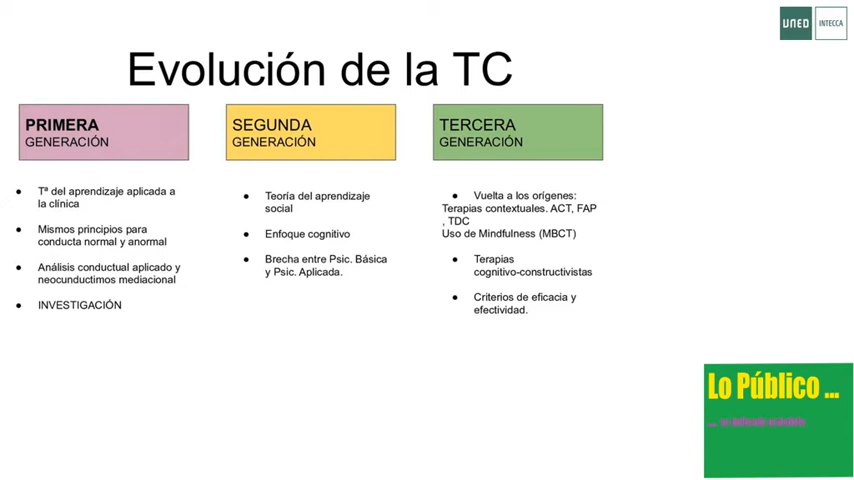 UNED
INTECCA
Evolución de la TC
PRIMERA
GENERACIÓN
● Tª del aprendizaje aplicada a
la clínica
● Mismos principios para
conducta normal y anormal
● Análisis conductual aplicado y
neocunductimos mediacional
● INVESTIGACIÓN
SEGUNDA
GENERACIÓN
● Teoría del aprendizaje
social
● Enfoque cognitivo
● Brecha entre Psic. Básica
y Psic. Aplicada.
TERCERA
GENERACIÓN
● Vuelta a los orígenes:
Terapias contextuales. ACT, FAP
, TDC
Uso de Mindfulness (MBCT)
● Terapias
cognitivo-constructivistas
● Criterios de eficacia y
efectividad.
Lo Público ...